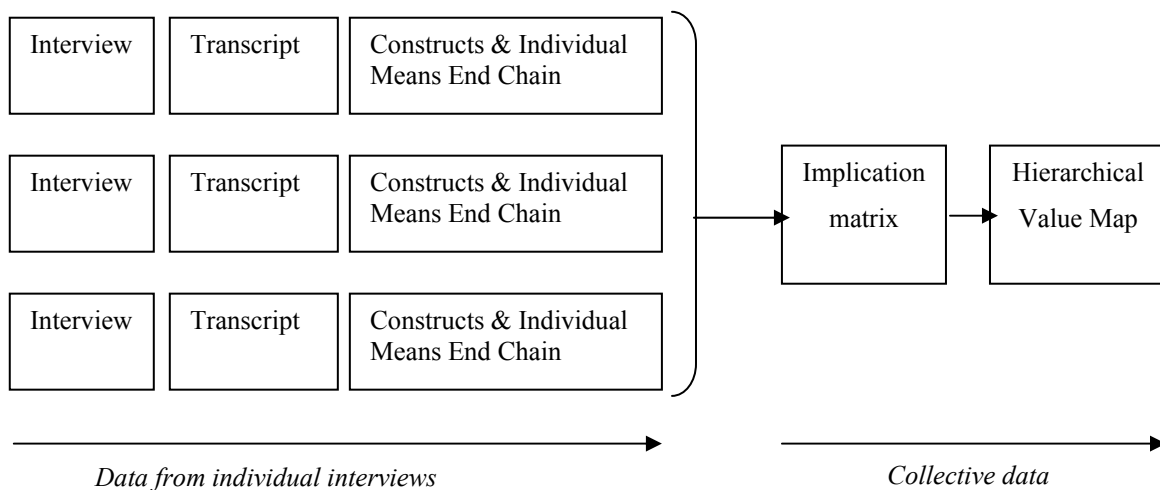 Interview
Transcript
Constructs & Individual
Means End Chain
Interview
Transcript
Constructs & Individual
Means End Chain
Implication
matrix
Hierarchical
Value Map
Interview
Transcript
Constructs & Individual
Means End Chain
Data from individual interviews
Collective data